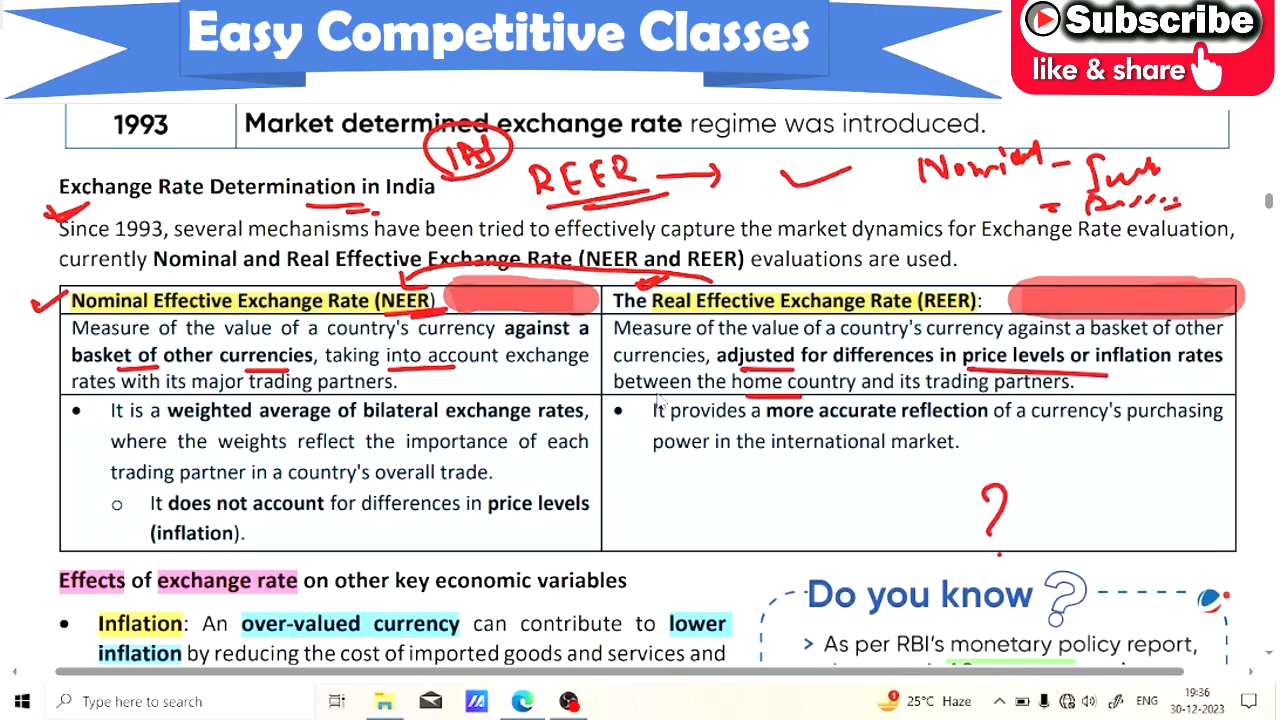 Easy Competitive Classes
Subscribe
like & share
1993 Market determined exchange rate regime was introduced.
REER
Nominal -
Exchange Rate Determination in India
Since 1993, several mechanisms have been tried to effectively capture the market dynamics for Exchange Rate evaluation,
currently Nominal and Real Effective Exchange Rate (NEER and REER) evaluations are used.
Nominal Effective Exchange Rate (NEER)
Measure of the value of a country's currency against a
basket of other currencies, taking into account exchange
rates with its major trading partners.
• It is a weighted average of bilateral exchange rates,
where the weights reflect the importance of each
trading partner in a country's overall trade.
o It does not account for differences in price levels
(inflation).
The Real Effective Exchange Rate (REER):
Measure of the value of a country's currency against a basket of other
currencies, adjusted for differences in price levels or inflation rates
between the home country and its trading partners.
• It provides a more accurate reflection of a currency's purchasing
power in the international market.
?
Effects of exchange rate on other key economic variables
• Inflation: An over-valued currency can contribute to lower
inflation by reducing the cost of imported goods and services and
Do you know ?
As per RBI's monetary policy report,
Type here to search
1
25°C Haze
ENG
19:36
30-12-2023